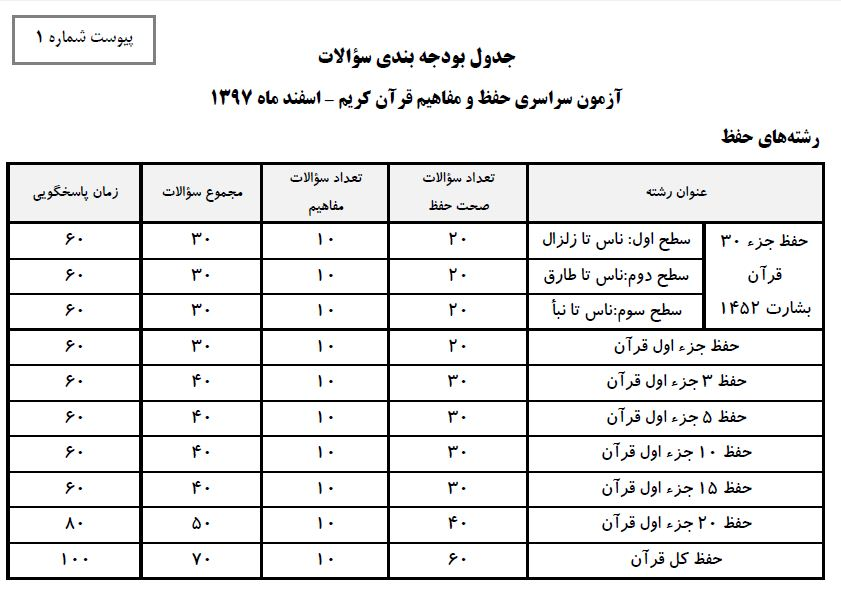 پیوست شماره ۱
جدول بودجه بندی سؤالات
آزمون سراسری حفظ و مفاهیم قرآن کریم – اسفند ماه ۱۳۹۷
رشته‌های حفظ
عنوان رشته تعداد سؤالات صحت حفظ تعداد سؤالات مفاهیم مجموع سؤالات زمان پاسخگویی
حفظ جزء ۳۰ قرآن بشارت ۱۴۵۲
سطح اول: ناس تا زلزال ۲۰ ۱۰ ۳۰ ۶۰
سطح دوم:ناس تا طارق ۲۰ ۱۰ ۳۰ ۶۰
سطح سوم:ناس تا نبأ ۲۰ ۱۰ ۳۰ ۶۰
حفظ جزء اول قرآن ۲۰ ۱۰ ۳۰ ۶۰
حفظ ۳ جزء اول قرآن ۳۰ ۱۰ ۴۰ ۶۰
حفظ ۵ جزء اول قرآن ۳۰ ۱۰ ۴۰ ۶۰
حفظ ۱۰ جزء اول قرآن ۳۰ ۱۰ ۴۰ ۶۰
حفظ ۱۵ جزء اول قرآن ۳۰ ۱۰ ۴۰ ۶۰
حفظ ۲۰ جزء اول قرآن ۴۰ ۱۰ ۵۰ ۸۰
حفظ کل قرآن ۶۰ ۱۰ ۷۰ ۱۰۰